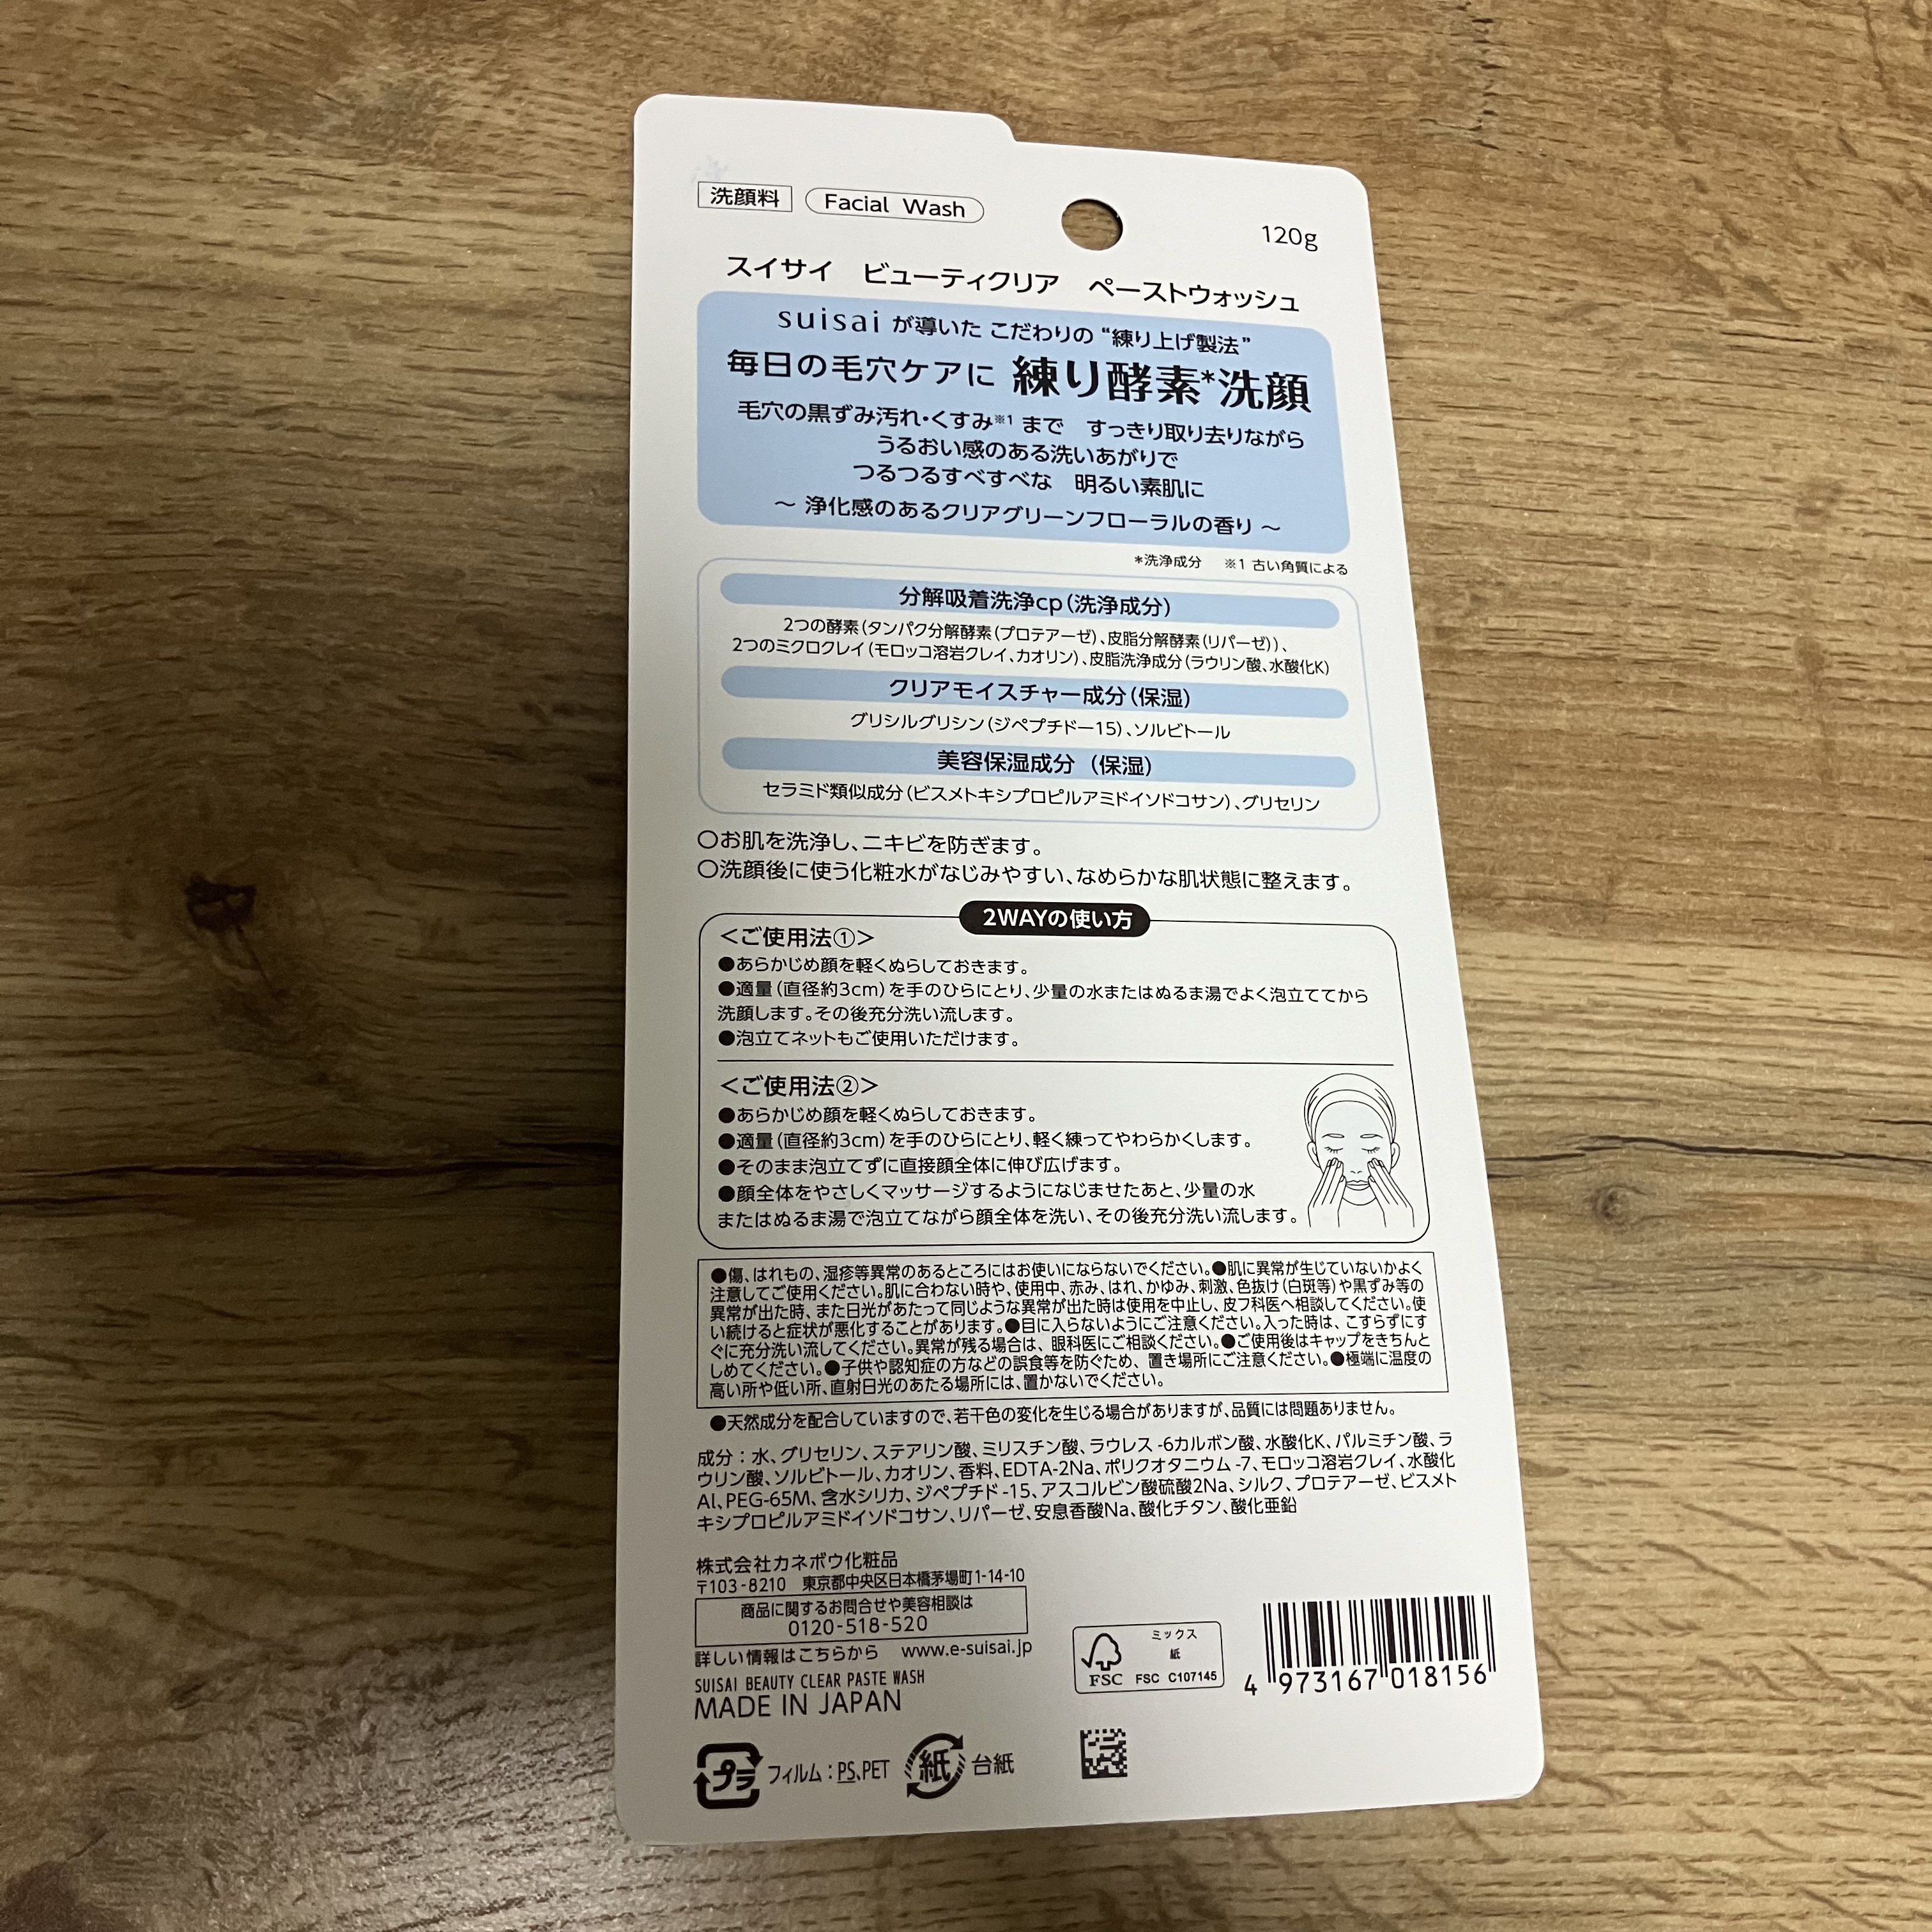 洗顔料 Facial Wash
120g
スイサイ ビューティクリア ペーストウォッシュ
suisai が導いた こだわりの “練り上げ製法”
毎日の毛穴ケアに 練り酵素*洗顔
毛穴の黒ずみ汚れ・くすみ※1 まで すっきり取り去りながら
うるおい感のある洗いあがりで
つるつるすべすべな 明るい素肌に
～ 浄化感のあるクリアグリーンフローラルの香り ～
*洗浄成分 ※1 古い角質による
分解吸着洗浄cp（洗浄成分）
2つの酵素（タンパク分解酵素（プロテアーゼ）、皮脂分解酵素（リパーゼ））、
2つのミクロクレイ（モロッコ溶岩クレイ、カオリン）、皮脂洗浄成分（ラウリン酸、水酸化K）
クリアモイスチャー成分（保湿）
グリシルグリシン（ジペプチドー15）、ソルビトール
美容保湿成分 （保湿）
セラミド類似成分（ビスメトキシプロピルアミドイソドコサン）、グリセリン
○お肌を洗浄し、ニキビを防ぎます。
○洗顔後に使う化粧水がなじみやすい、なめらかな肌状態に整えます。
2WAYの使い方
＜ご使用法①＞
●あらかじめ顔を軽くぬらしておきます。
●適量（直径約3cm）を手のひらにとり、少量の水またはぬるま湯でよく泡立ててから
洗顔します。その後充分洗い流します。
●泡立てネットもご使用いただけます。
＜ご使用法②＞
●あらかじめ顔を軽くぬらしておきます。
●適量（直径約3cm）を手のひらにとり、軽く練ってやわらかくします。
●そのまま泡立てずに直接顔全体に伸び広げます。
●顔全体をやさしくマッサージするようになじませたあと、少量の水
またはぬるま湯で泡立てながら顔全体を洗い、その後充分洗い流します。
●傷、はれもの、湿疹等異常のあるところにはお使いにならないでください。●肌に異常が生じていないかよく
注意してご使用ください。肌に合わない時や、使用中、赤み、はれ、かゆみ、刺激、色抜け（白斑等）や黒ずみ等の
異常が出た時、また日光があたって同じような異常が出た時は使用を中止し、皮フ科医へ相談してください。使
い続けると症状が悪化することがあります。●目に入らないようにご注意ください。入った時は、こすらずにす
ぐに充分洗い流してください。異常が残る場合は、眼科医にご相談ください。●ご使用後はキャップをきちんと
しめてください。●子供や認知症の方などの誤食等を防ぐため、置き場所にご注意ください。●極端に温度の
高い所や低い所、直射日光のあたる場所には、置かないでください。
●天然成分を配合していますので、若干色の変化を生じる場合がありますが、品質には問題ありません。
成分：水、グリセリン、ステアリン酸、ミリスチン酸、ラウレス-6カルボン酸、水酸化K、パルミチン酸、ラ
ウリン酸、ソルビトール、カオリン、香料、EDTA-2Na、ポリクオタニウム-7、モロッコ溶岩クレイ、水酸化
Al、PEG-65M、含水シリカ、ジペプチド-15、アスコルビン酸硫酸2Na、シルク、プロテアーゼ、ビスメト
キシプロピルアミドイソドコサン、リパーゼ、安息香酸Na、酸化チタン、酸化亜鉛
株式会社カネボウ化粧品
〒103-8210 東京都中央区日本橋茅場町1-14-10
商品に関するお問合せや美容相談は
0120-518-520
詳しい情報はこちらから www.e-suisai.jp
SUISAI BEAUTY CLEAR PASTE WASH
MADE IN JAPAN
FSC
ミックス
紙
FSC C107145
4 973167 018156
プラ フィルム：PS、PET 紙 台紙